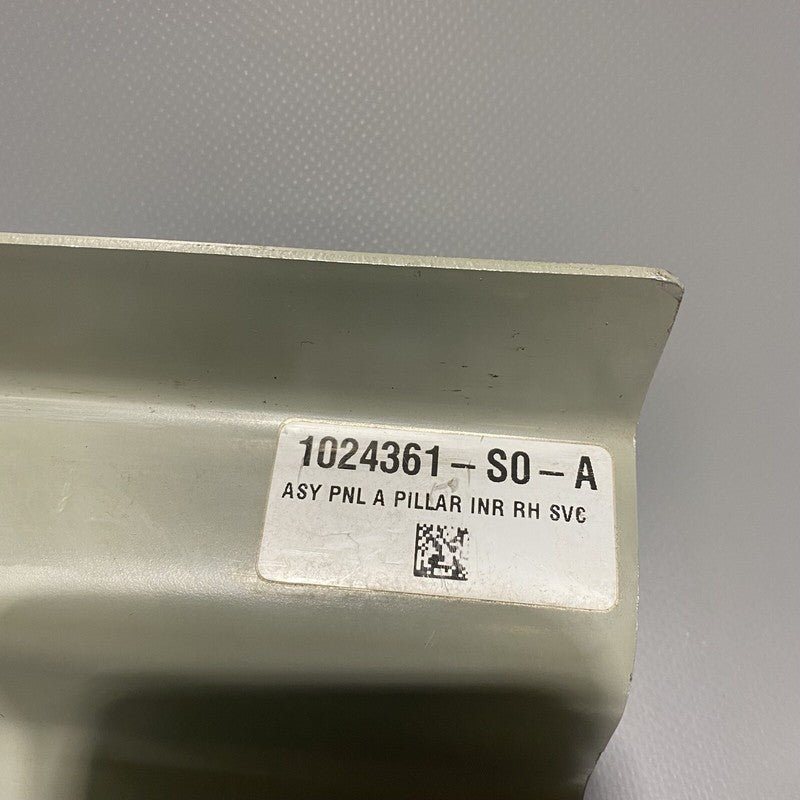 1024361-S0-A
ASY PNL A PILLAR INR RH SVC